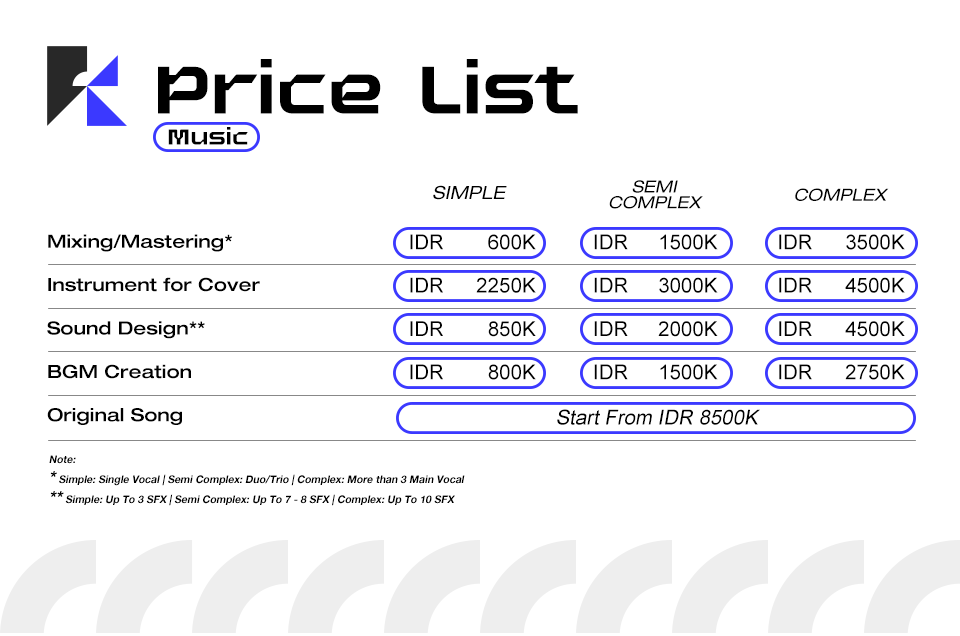 Price List
Music
SIMPLE SEMI COMPLEX COMPLEX
Mixing/Mastering* IDR 600K IDR 1500K IDR 3500K
Instrument for Cover IDR 2250K IDR 3000K IDR 4500K
Sound Design** IDR 850K IDR 2000K IDR 4500K
BGM Creation IDR 800K IDR 1500K IDR 2750K
Original Song Start From IDR 8500K
Note:
* Simple: Single Vocal | Semi Complex: Duo/Trio | Complex: More than 3 Main Vocal
** Simple: Up To 3 SFX | Semi Complex: Up To 7 - 8 SFX | Complex: Up To 10 SFX